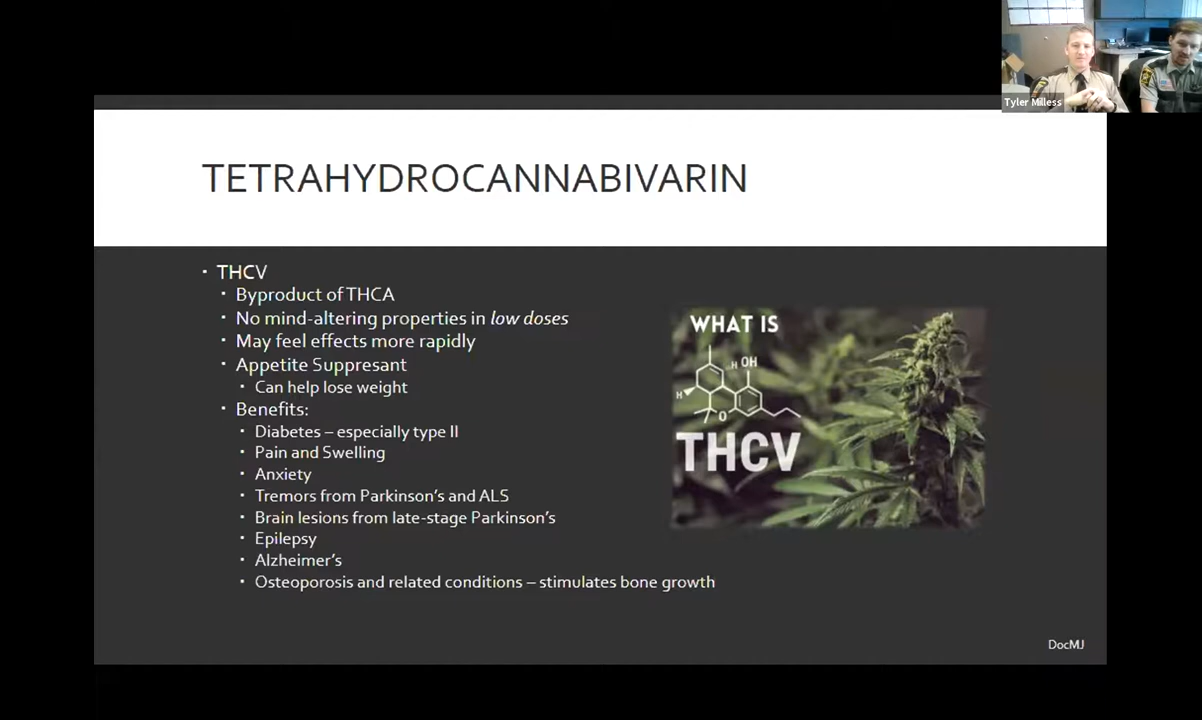 Tyler Milless
TETRAHYDROCANNABIVARIN
▪ THCV
▪ Byproduct of THCA
▪ No mind-altering properties in low doses
▪ May feel effects more rapidly
▪ Appetite Suppresant
▪ Can help lose weight
▪ Benefits:
▪ Diabetes – especially type II
▪ Pain and Swelling
▪ Anxiety
▪ Tremors from Parkinson's and ALS
▪ Brain lesions from late-stage Parkinson's
▪ Epilepsy
▪ Alzheimer's
▪ Osteoporosis and related conditions – stimulates bone growth
WHAT IS
H OH
H
O
THCV
DocMJ